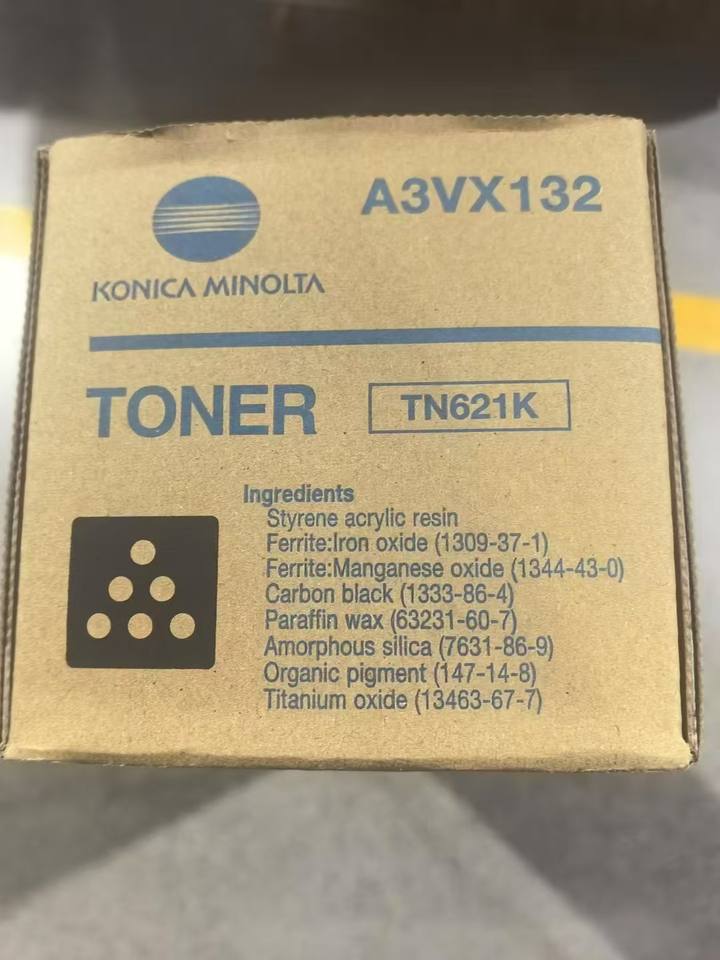 A3VX132
KONICA MINOLTA
TONER
TN621K
Ingredients
Styrene acrylic resin
Ferrite:Iron oxide (1309-37-1)
Ferrite:Manganese oxide (1344-43-0)
Carbon black (1333-86-4)
Paraffin wax (63231-60-7)
Amorphous silica (7631-86-9)
Organic pigment (147-14-8)
Titanium oxide (13463-67-7)